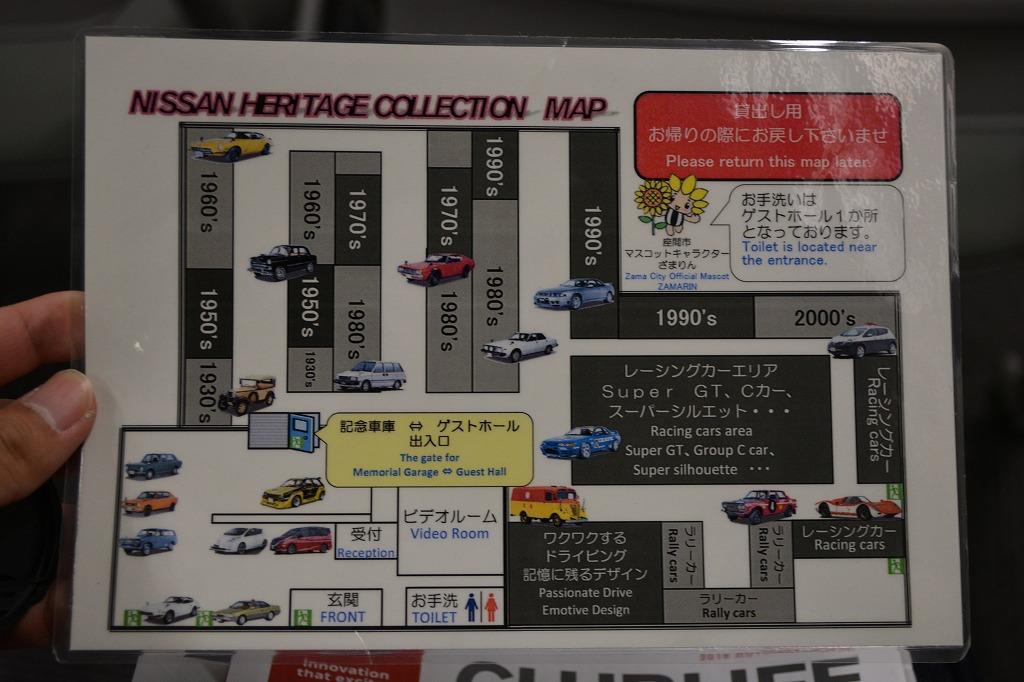 NISSAN HERITAGE COLLECTION MAP
貸出し用
お帰りの際にお戻し下さいませ
Please return this map later.
お手洗いは
ゲストホール１か所
となっております。
Toilet is located near
the entrance.
座間市
マスコットキャラクター
ざまりん
Zama City Official Mascot
ZAMARIN
1960's
1950's
1930's
1960's
1950's
1930's
1970's
1980's
1970's
1980's
1990's
1980's
1990's
1990's
2000's
レーシングカーエリア
Ｓｕｐｅｒ　ＧＴ、Ｃカー、
スーパーシルエット・・・
Racing cars area
Super GT、Group C car、
Super silhouette ・・・
レーシングカー
Racing cars
記念車庫 ⇔ ゲストホール
出入口
The gate for
Memorial Garage ⇔ Guest Hall
受付
Reception
ビデオルーム
Video Room
玄関
FRONT
お手洗
TOILET
ワクワクする
ドライビング
記憶に残るデザイン
Passionate Drive
Emotive Design
ラリーカー
Rally cars
ラリーカー
Rally cars
ラリーカー
Rally cars
レーシングカー
Racing cars
innovation
that excites